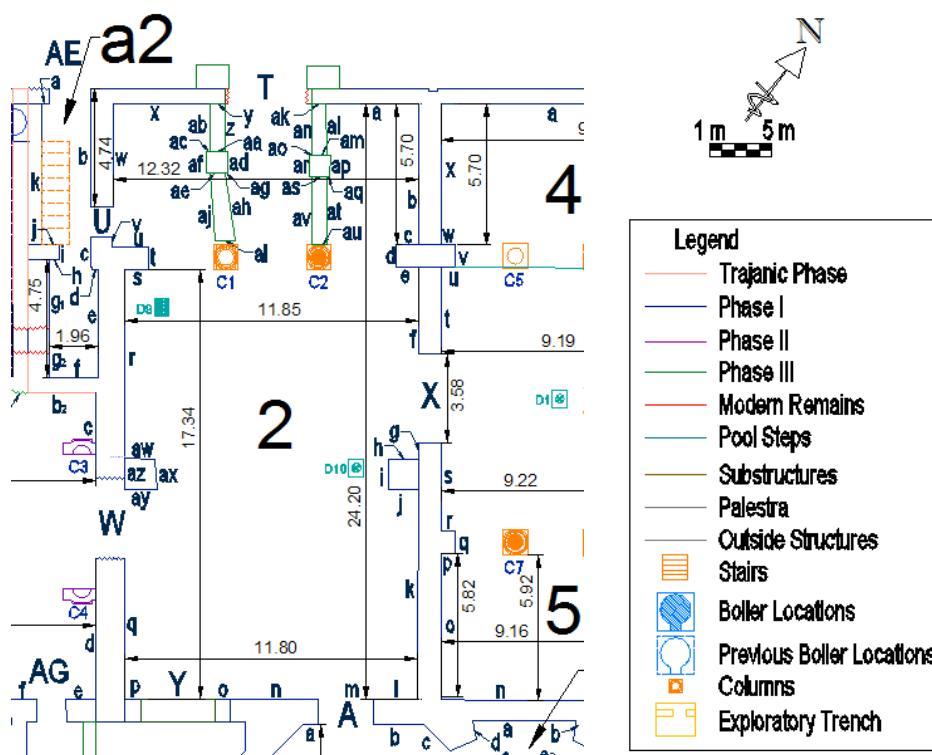 a2
AE
a
T
x
y
ak
a
a
9
N
1 m 5 m
b
4.74
w
ab
z
an
al
5.70
x
5.70
4
ac
aa
ao
am
k
12.32
af
ad
ar
ap
ae
ag
as
aq
b
j
U
v
aj
ah
av
at
c
w
i
c
u
t
al
au
d
v
h
d
s
C1
C2
e
u
C5
4.75
g1
e
D8
11.85
t
1.96
f
9.19
g2
f
r
X
3.58
D1
b2
17.34
2
g
c
aw
h
C3
az
ax
D10
i
s
ay
j
24.20
9.22
W
r
q
C7
p
k
5.82
5.92
5
C4
d
q
o
9.16
11.80
AG
f
e
p
Y
o
n
m
l
n
A
a
b
c
d
a
b
Legend
Trajanic Phase
Phase I
Phase II
Phase III
Modern Remains
Pool Steps
Substructures
Palestra
Outside Structures
Stairs
Boiler Locations
Previous Boiler Locations
Columns
Exploratory Trench